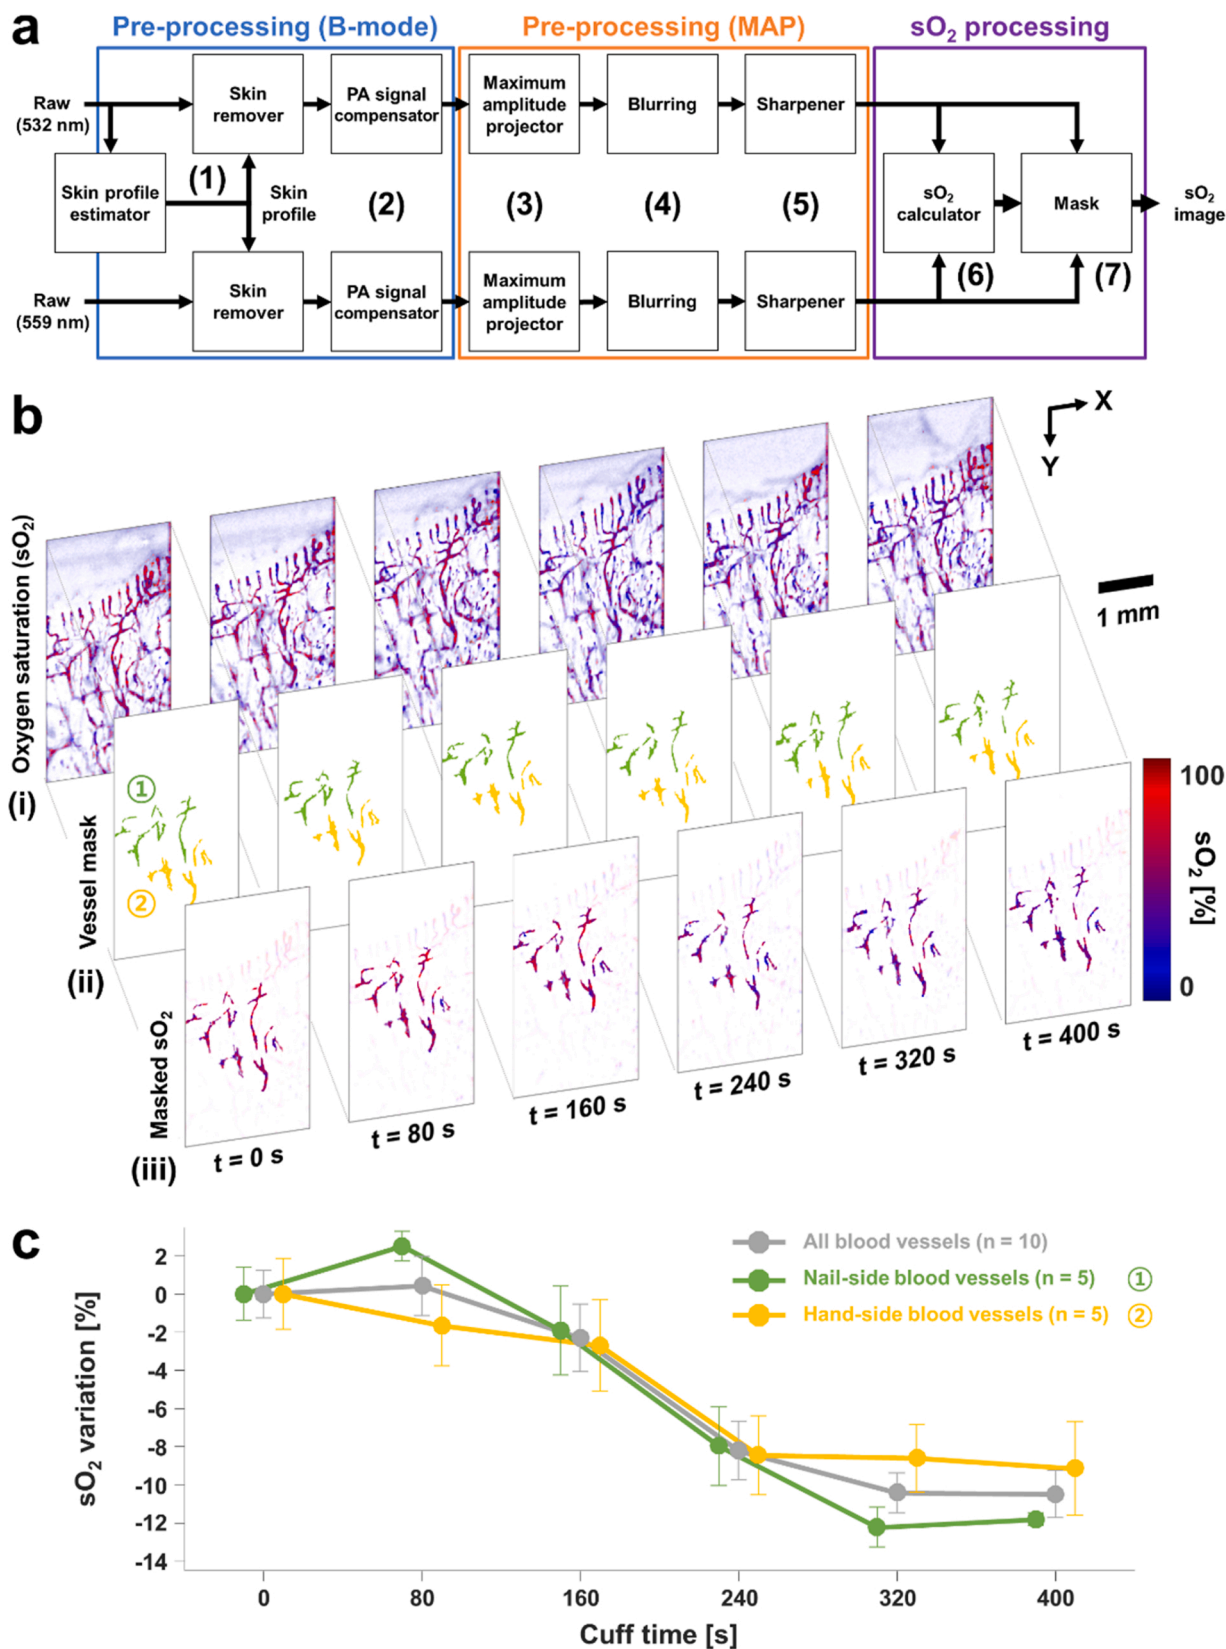 a
Pre-processing (B-mode)
Pre-processing (MAP)
sO2 processing
Raw
(532 nm)
Skin
remover
PA signal
compensator
Maximum
amplitude
projector
Blurring
Sharpener
Skin profile
estimator
(1)
Skin
profile
(2)
(3)
(4)
(5)
sO2
calculator
(6)
Mask
(7)
sO2
image
Raw
(559 nm)
Skin
remover
PA signal
compensator
Maximum
amplitude
projector
Blurring
Sharpener
b
X
Y
1 mm
Oxygen saturation (sO2)
(i)
Vessel mask
(ii)
①
②
Masked sO2
(iii)
t = 0 s
t = 80 s
t = 160 s
t = 240 s
t = 320 s
t = 400 s
100
sO2 [%]
0
c
All blood vessels (n = 10)
Nail-side blood vessels (n = 5) ①
Hand-side blood vessels (n = 5) ②
sO2 variation [%]
2
0
-2
-4
-6
-8
-10
-12
-14
0 80 160 240 320 400
Cuff time [s]